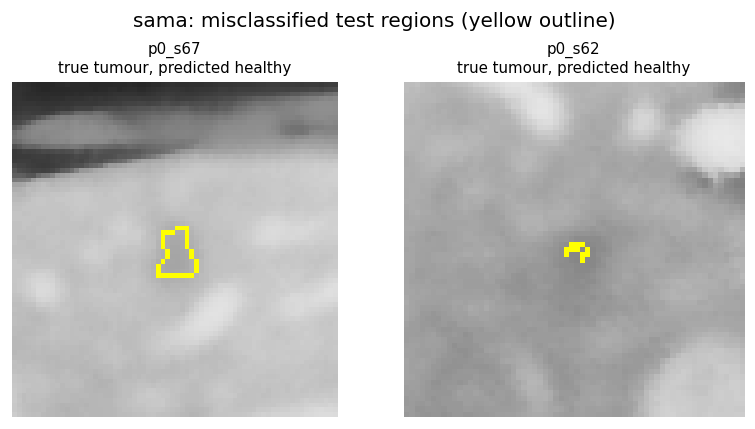 sama: misclassified test regions (yellow outline)
p0_s67
true tumour, predicted healthy
p0_s62
true tumour, predicted healthy